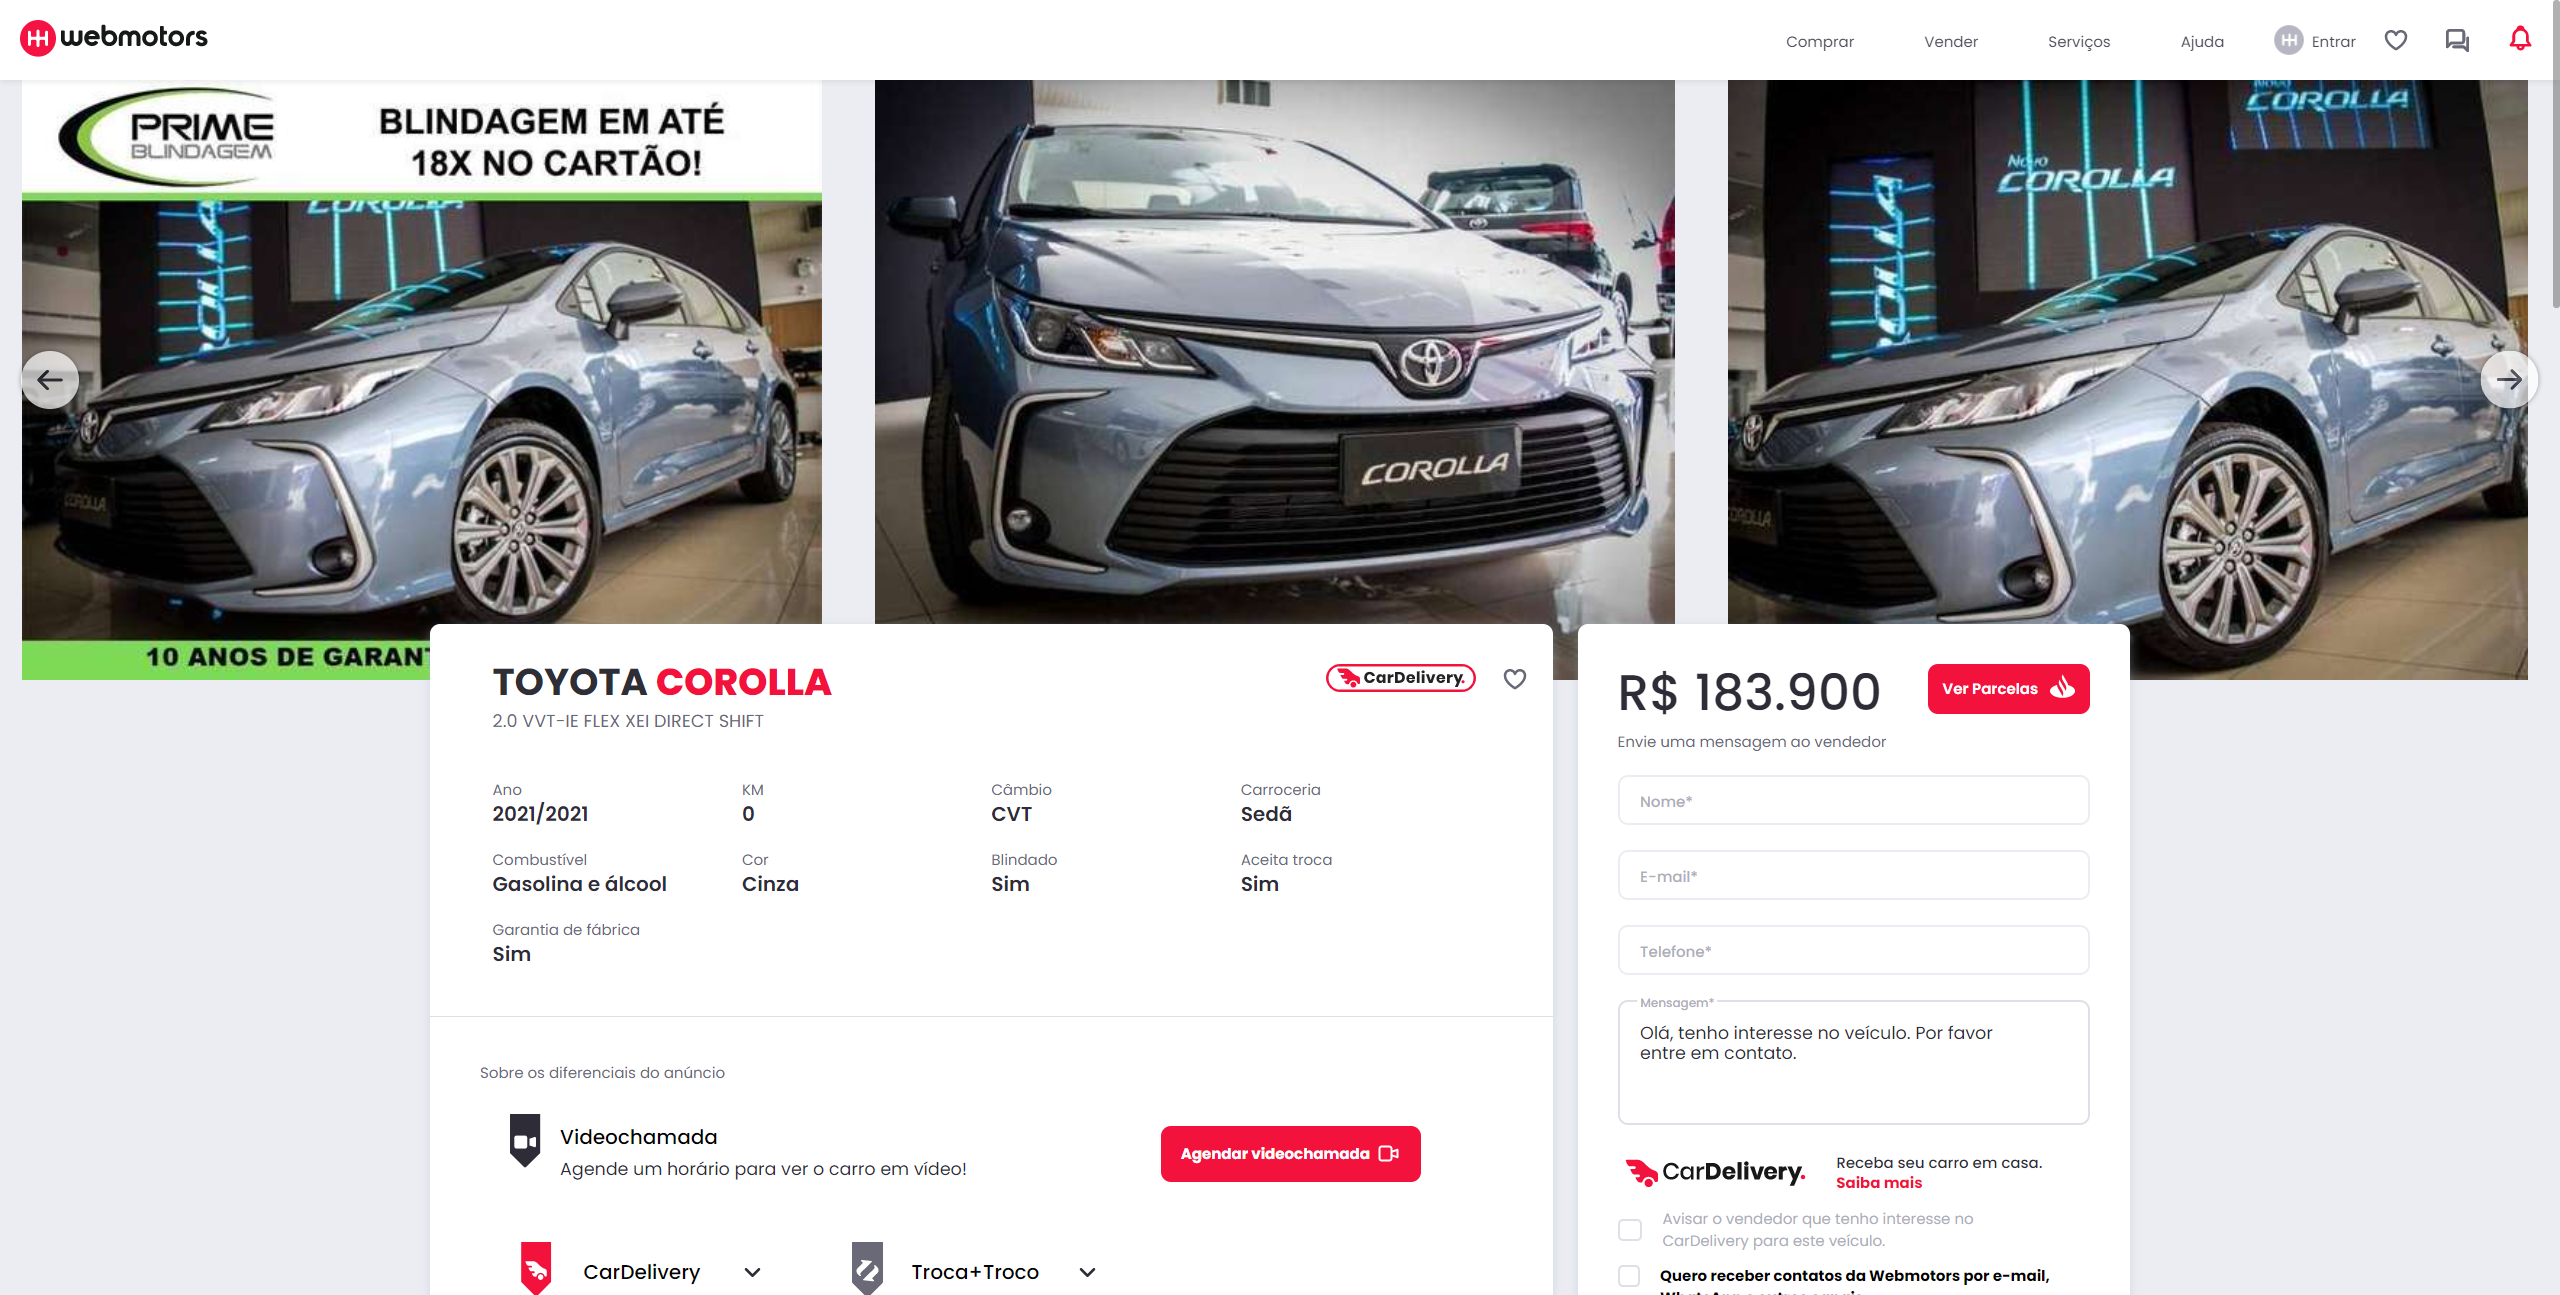 webmotors
Comprar
Vender
Serviços
Ajuda
Entrar
PRIME
BLINDAGEM
BLINDAGEM EM ATÉ
18X NO CARTÃO!
COROLLA
10 ANOS DE GARANT
COROLLA
COROLLA
COROLLA
Novo
COROLLA
COROLLA
TOYOTA COROLLA
CarDelivery.
2.0 VVT-IE FLEX XEI DIRECT SHIFT
Ano
2021/2021
KM
0
Câmbio
CVT
Carroceria
Sedã
Combustível
Gasolina e álcool
Cor
Cinza
Blindado
Sim
Aceita troca
Sim
Garantia de fábrica
Sim
Sobre os diferenciais do anúncio
Videochamada
Agende um horário para ver o carro em vídeo!
Agendar videochamada
CarDelivery
Troca+Troco
R$ 183.900
Ver Parcelas
Envie uma mensagem ao vendedor
Nome*
E-mail*
Telefone*
Mensagem*
Olá, tenho interesse no veículo. Por favor
entre em contato.
CarDelivery.
Receba seu carro em casa.
Saiba mais
Avisar o vendedor que tenho interesse no
CarDelivery para este veículo.
Quero receber contatos da Webmotors por e-mail,